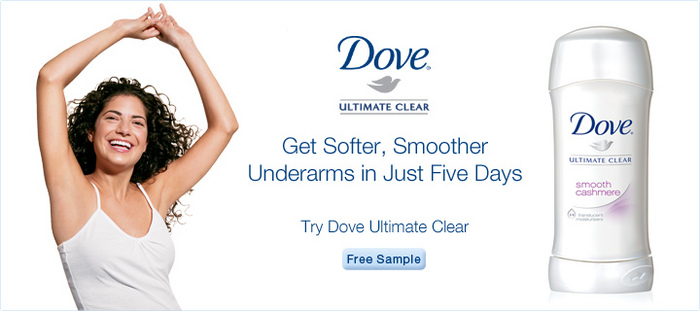 Dove
ULTIMATE CLEAR
Get Softer, Smoother
Underarms in Just Five Days
Try Dove Ultimate Clear
Free Sample
Dove
ULTIMATE CLEAR
smooth
cashmere
moisturizers